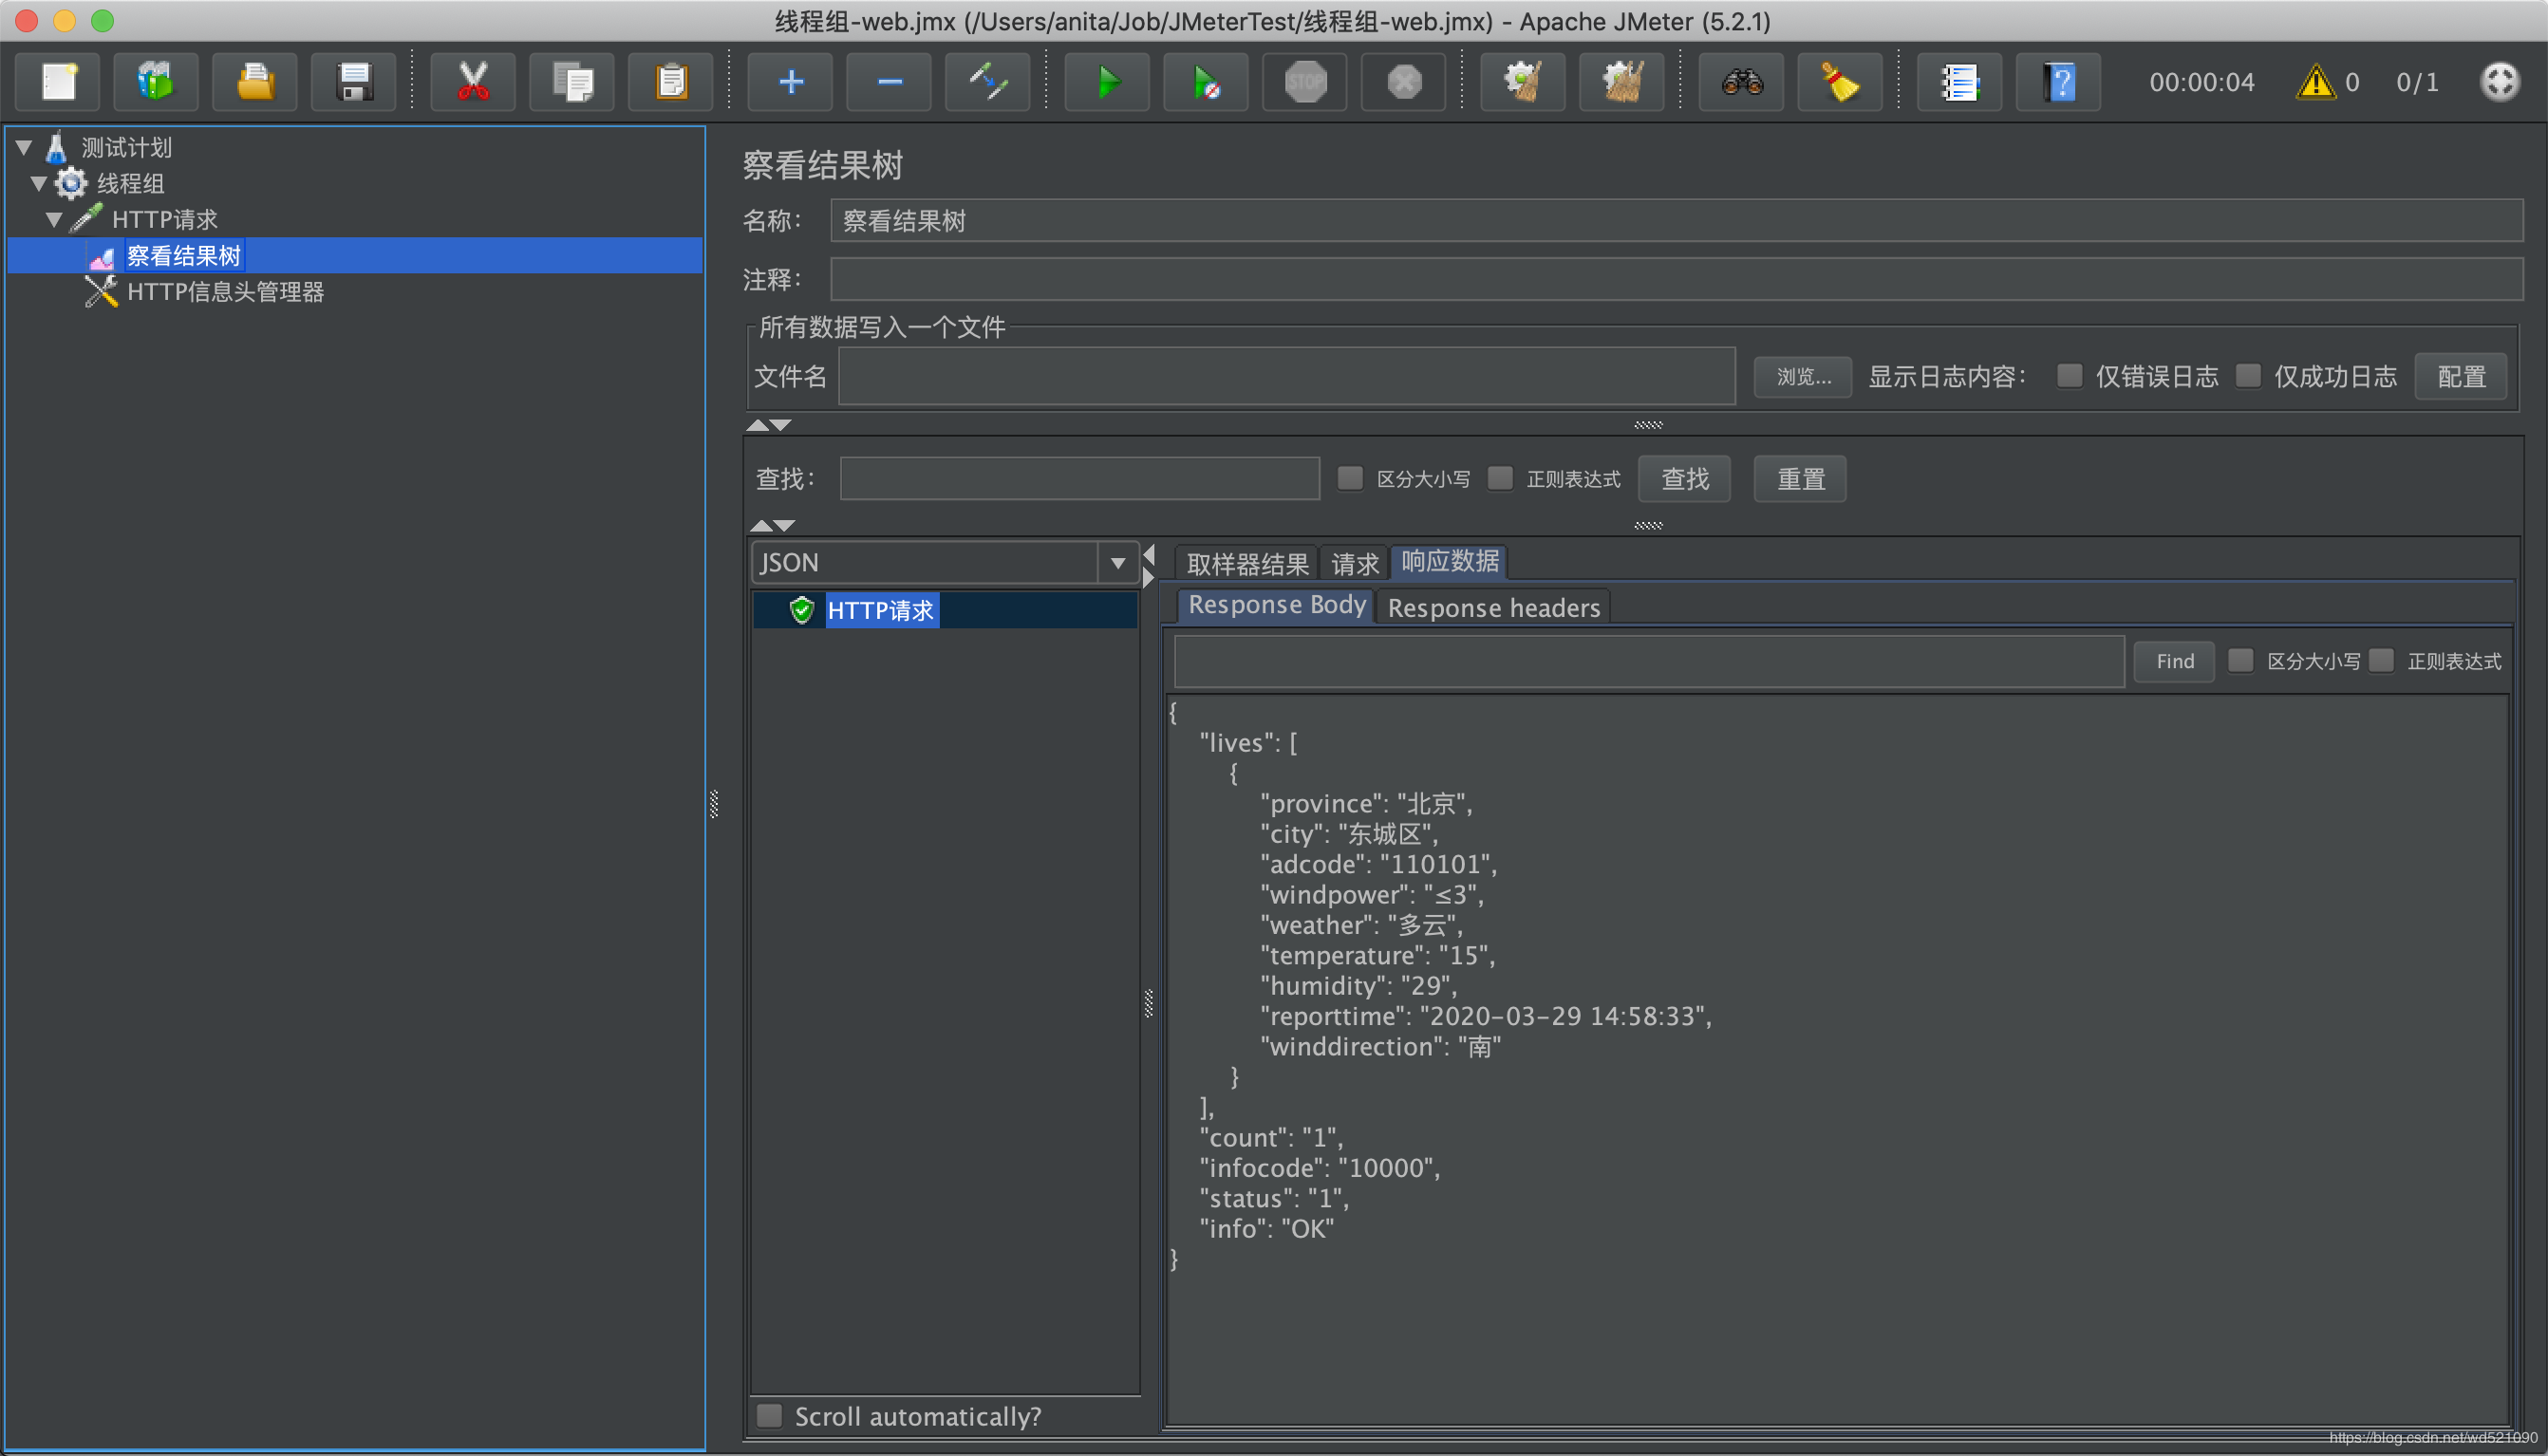 线程组-web.jmx (/Users/anita/Job/JMeterTest/线程组-web.jmx) - Apache JMeter (5.2.1)
STOP
00:00:04 0 0/1
测试计划
线程组
HTTP请求
察看结果树
HTTP信息头管理器
察看结果树
名称： 察看结果树
注释：
所有数据写入一个文件
文件名 浏览... 显示日志内容： 仅错误日志 仅成功日志 配置
查找： 区分大小写 正则表达式 查找 重置
JSON
HTTP请求
Scroll automatically?
取样器结果 请求 响应数据
Response Body Response headers
Find 区分大小写 正则表达式
{
"lives": [
{
"province": "北京",
"city": "东城区",
"adcode": "110101",
"windpower": "≤3",
"weather": "多云",
"temperature": "15",
"humidity": "29",
"reporttime": "2020-03-29 14:58:33",
"winddirection": "南"
}
],
"count": "1",
"infocode": "10000",
"status": "1",
"info": "OK"
}
https://blog.csdn.net/wd521090